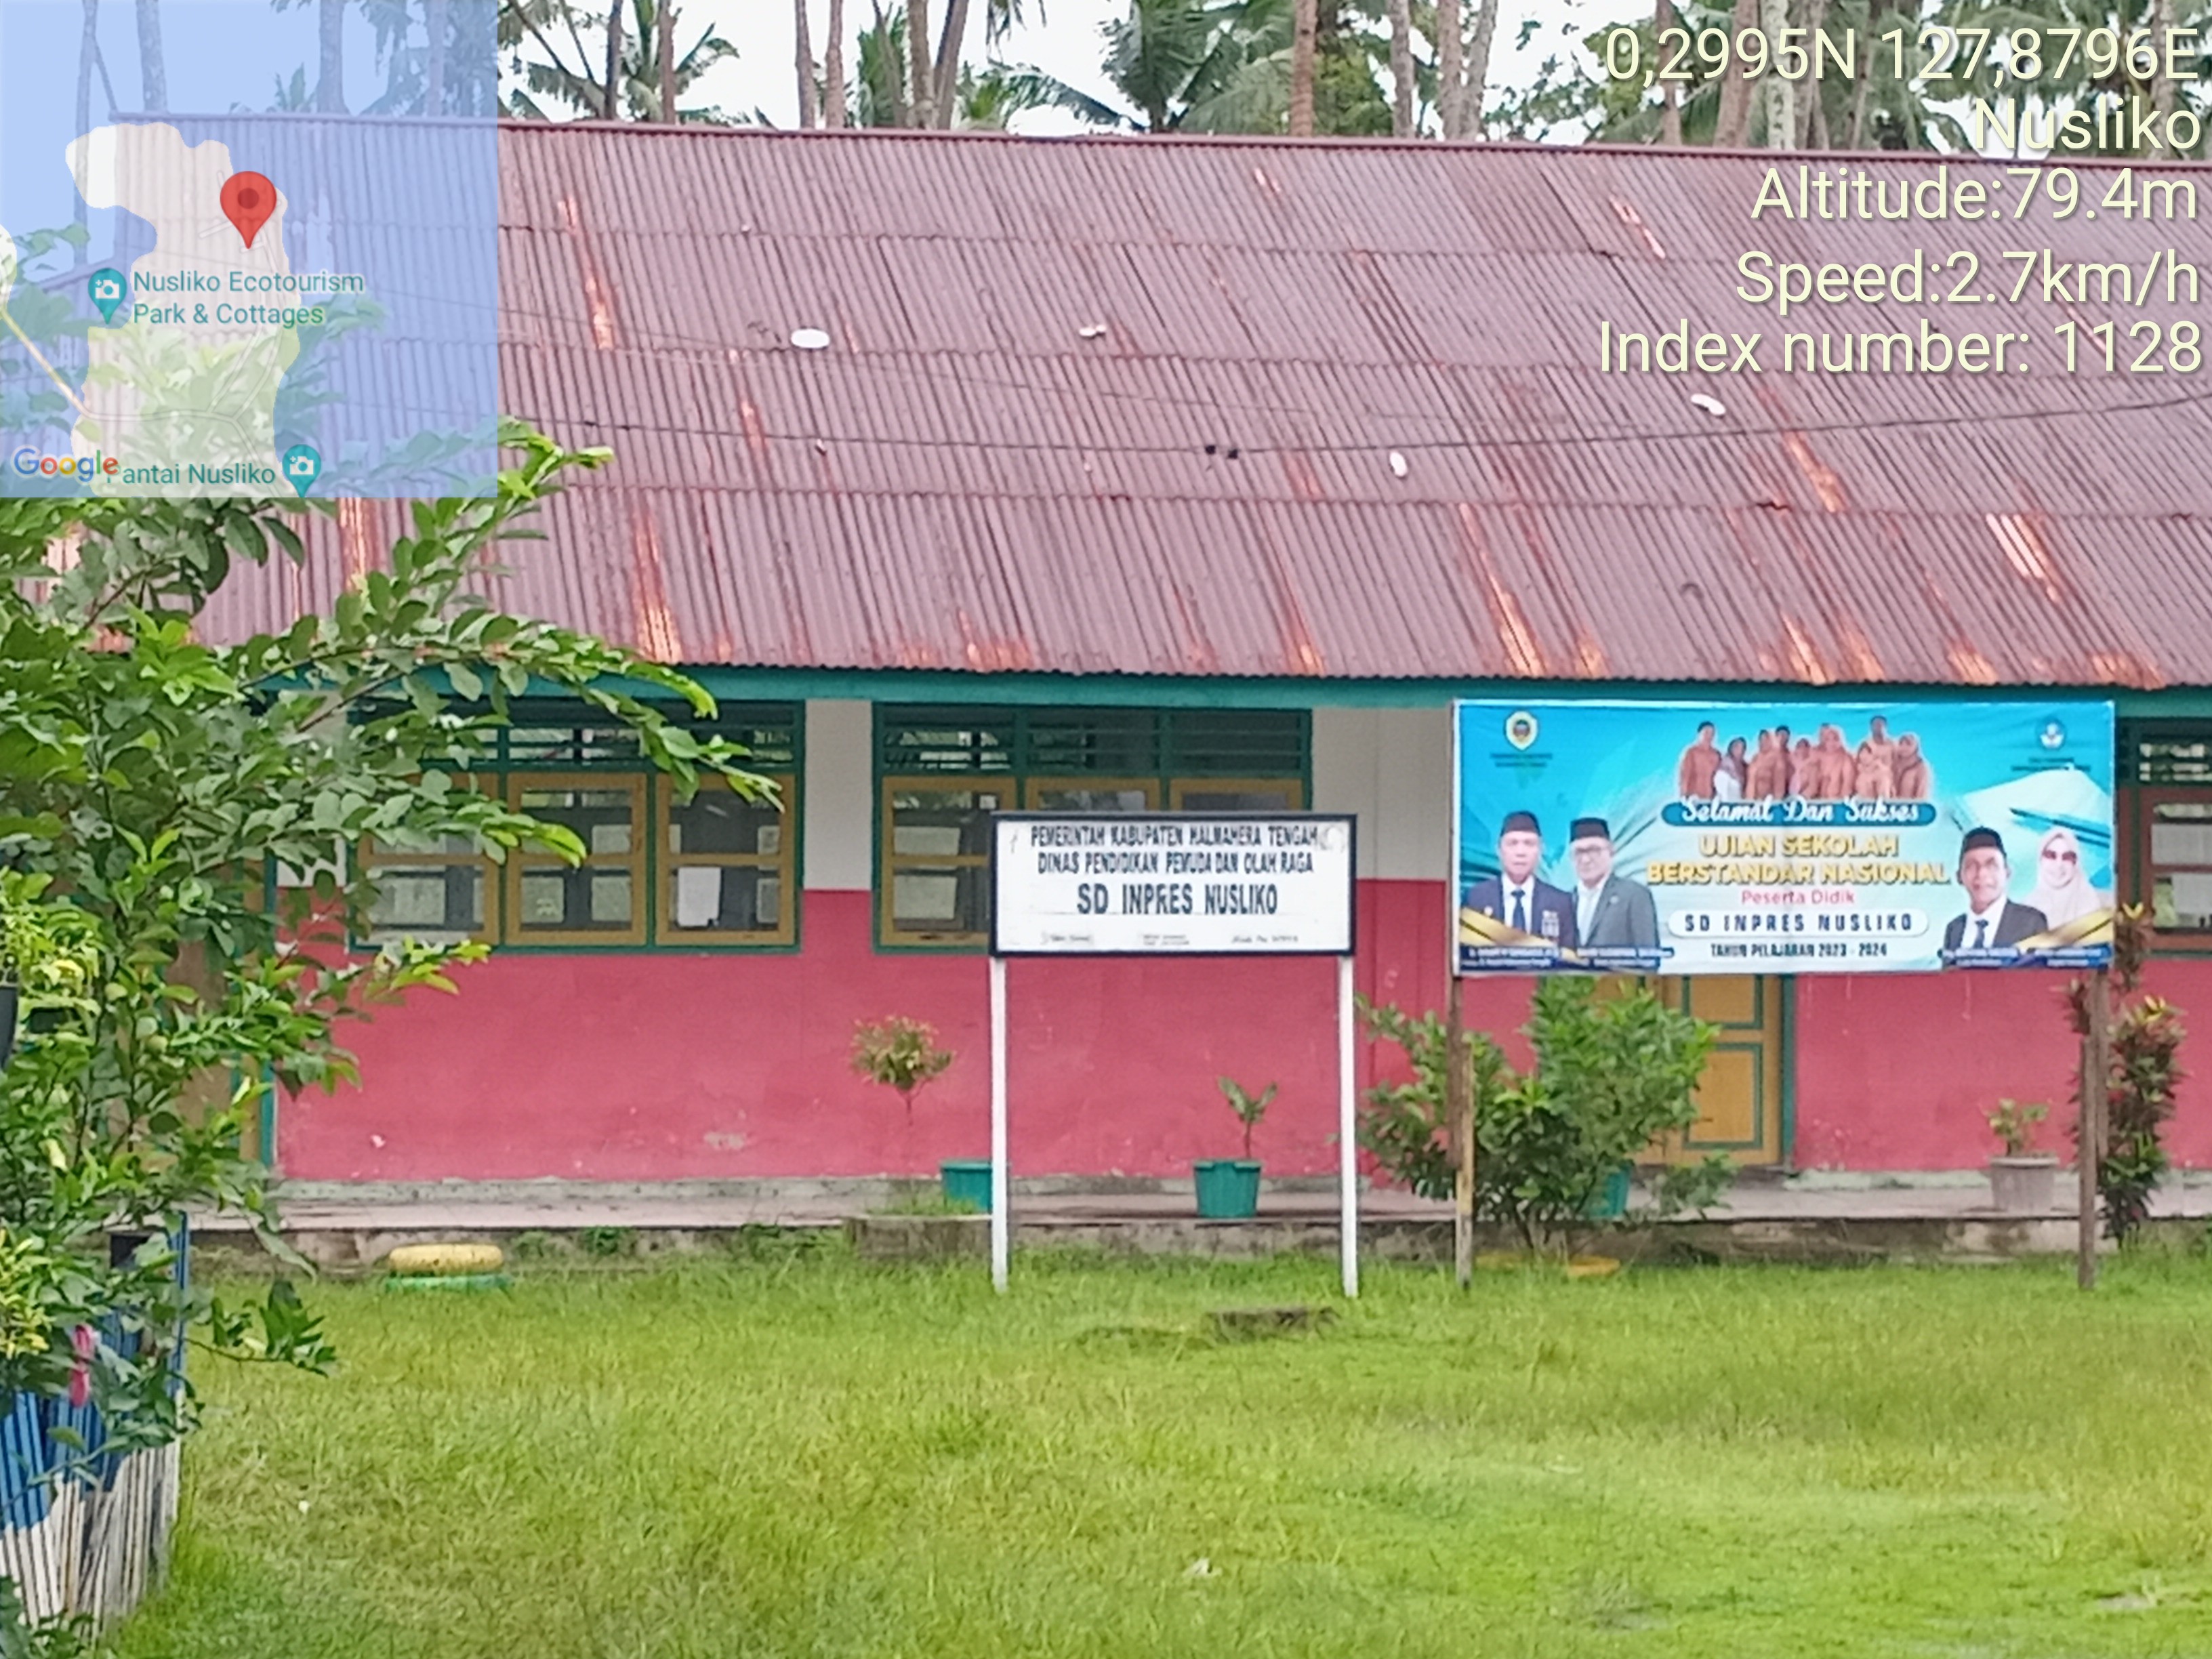 0,2995N 127,8796E
Nusliko
Altitude:79.4m
Speed:2.7km/h
Index number: 1128
Nusliko Ecotourism
Park & Cottages
Google
antai Nusliko
PEMERINTAH KABUPATEN HALMAHERA TENGAH
DINAS PENDIDIKAN PEMUDA DAN OLAH RAGA
SD INPRES NUSLIKO
Selamat Dan Sukses
UJIAN SEKOLAH
BERSTANDAR NASIONAL
Peserta Didik
SD INPRES NUSLIKO
TAHUN PELAJARAN 2023 - 2024